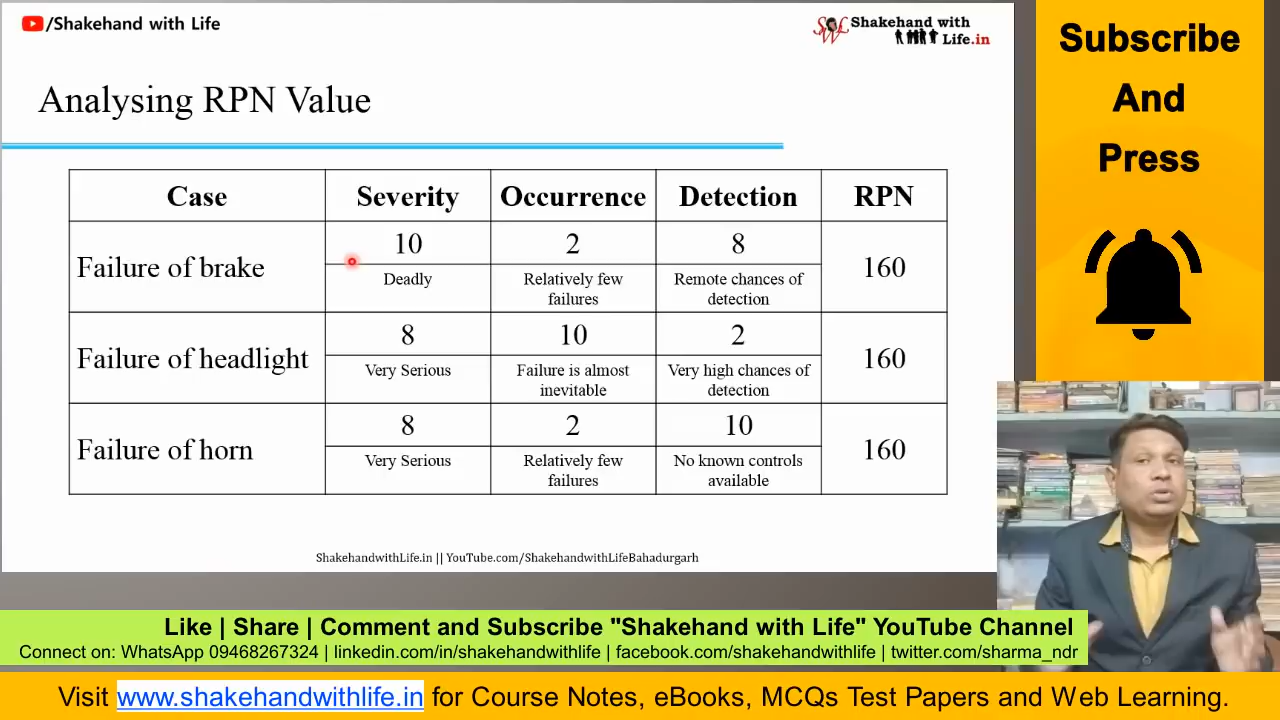 /Shakehand with Life
Shakehand with
Life.in
Subscribe
And
Press
Analysing RPN Value
Case Severity Occurrence Detection RPN
Failure of brake 10 2 8 160
Deadly Relatively few failures Remote chances of detection
Failure of headlight 8 10 2 160
Very Serious Failure is almost inevitable Very high chances of detection
Failure of horn 8 2 10 160
Very Serious Relatively few failures No known controls available
ShakehandwithLife.in || YouTube.com/ShakehandwithLifeBahadurgarh
Like | Share | Comment and Subscribe "Shakehand with Life" YouTube Channel
Connect on: WhatsApp 09468267324 | linkedin.com/in/shakehandwithlife | facebook.com/shakehandwithlife | twitter.com/sharma_ndr
Visit www.shakehandwithlife.in for Course Notes, eBooks, MCQs Test Papers and Web Learning.